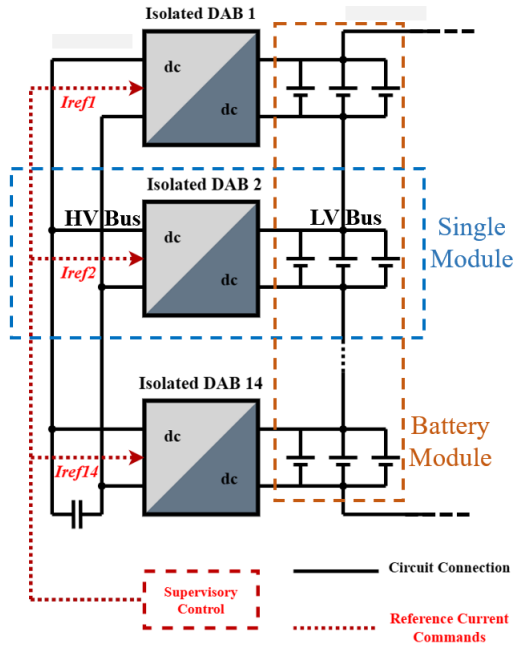 Isolated DAB 1
dc
Iref1
dc
Isolated DAB 2
HV Bus
dc
LV Bus
Single
Module
Iref2
dc
Isolated DAB 14
dc
Battery
Module
Iref14
dc
Supervisory
Control
Circuit Connection
Reference Current
Commands